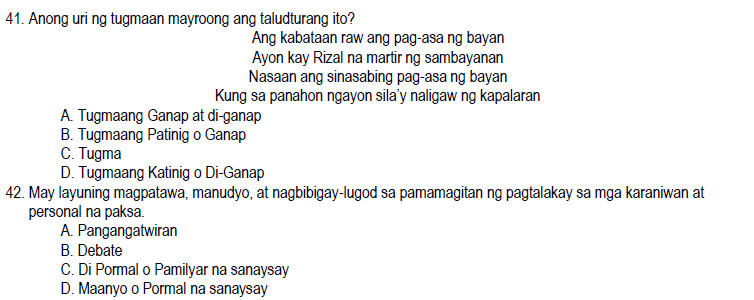 41. Anong uri ng tugmaan mayroong ang taludturang ito?
Ang kabataan raw ang pag-asa ng bayan
Ayon kay Rizal na martir ng sambayanan
Nasaan ang sinasabing pag-asa ng bayan
Kung sa panahon ngayon sila'y naligaw ng kapalaran
A. Tugmaang Ganap at di-ganap
B. Tugmaang Patinig o Ganap
C. Tugma
D. Tugmaang Katinig o Di-Ganap
42. May layuning magpatawa, manudyo, at nagbibigay-lugod sa pamamagitan ng pagtalakay sa mga karaniwan at
personal na paksa.
A. Pangangatwiran
B. Debate
C. Di Pormal o Pamilyar na sanaysay
D. Maanyo o Pormal na sanaysay